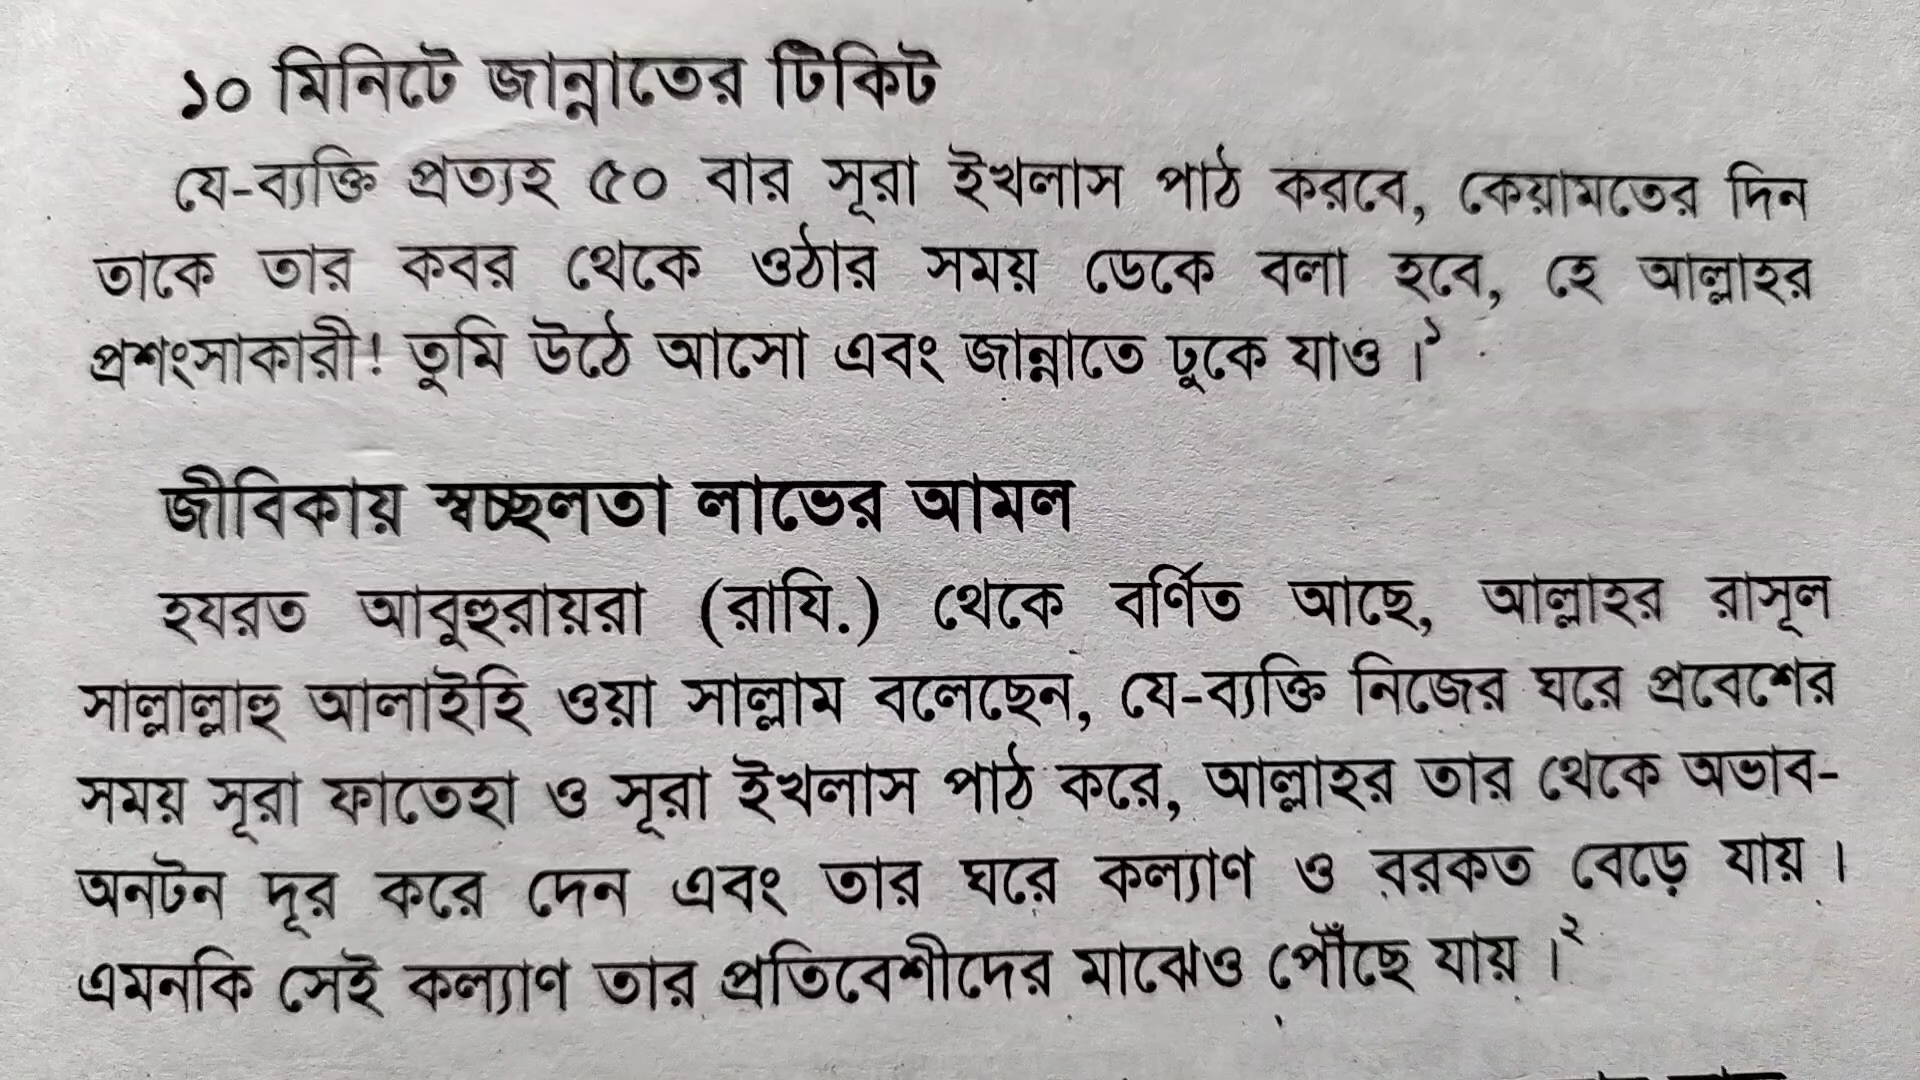 ১০ মিনিটে জান্নাতের টিকিট
যে-ব্যক্তি প্রত্যহ ৫০ বার সূরা ইখলাস পাঠ করবে, কেয়ামতের দিন
তাকে তার কবর থেকে ওঠার সময় ডেকে বলা হবে, হে আল্লাহর
প্রশংসাকারী! তুমি উঠে আসো এবং জান্নাতে ঢুকে যাও।১
জীবিকায় স্বচ্ছলতা লাভের আমল
হযরত আবুহুরায়রা (রাযি.) থেকে বর্ণিত আছে, আল্লাহর রাসূল
সাল্লাল্লাহু আলাইহি ওয়া সাল্লাম বলেছেন, যে-ব্যক্তি নিজের ঘরে প্রবেশের
সময় সূরা ফাতেহা ও সূরা ইখলাস পাঠ করে, আল্লাহর তার থেকে অভাব-
অনটন দূর করে দেন এবং তার ঘরে কল্যাণ ও বরকত বেড়ে যায়।
এমনকি সেই কল্যাণ তার প্রতিবেশীদের মাঝেও পৌঁছে যায়।২